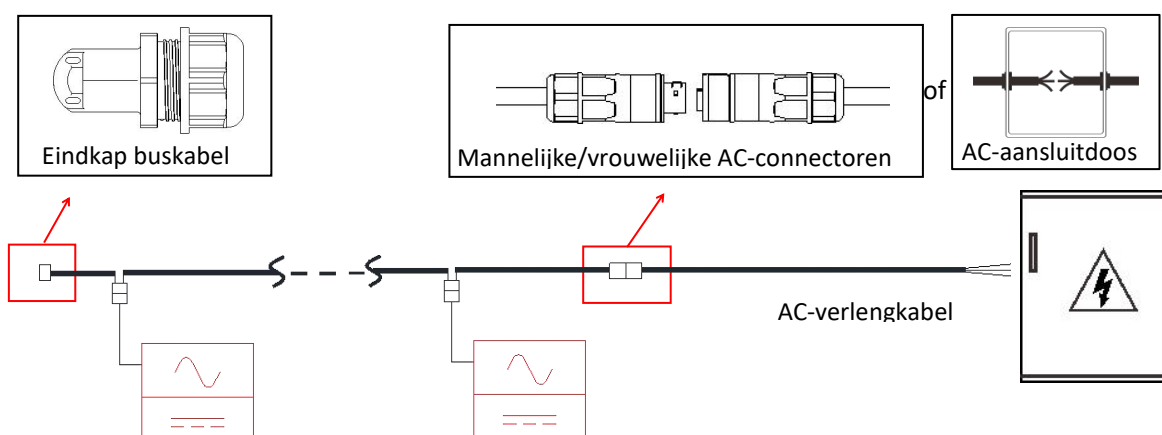 of
Eindkap buskabel
Mannelijke/vrouwelijke AC-connectoren
AC-aansluitdoos
AC-verlengkabel